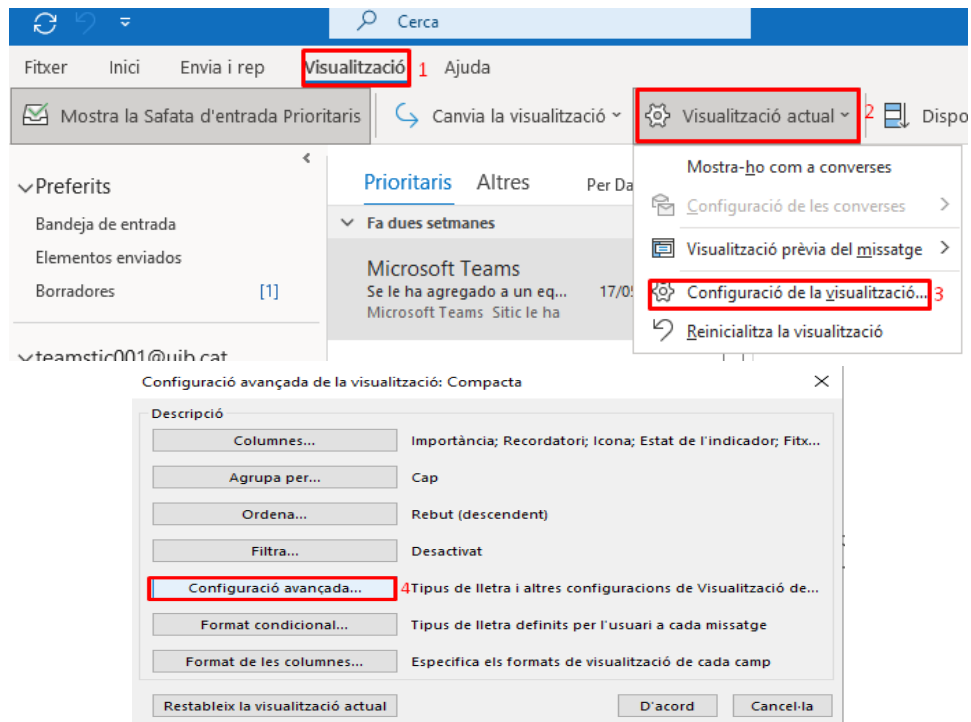 Cerca
Fitxer Inici Envia i rep Visualització 1 Ajuda
Mostra la Safata d'entrada Prioritaris Canvia la visualització Visualització actual 2 Dispo
Preferits
Bandeja de entrada
Elementos enviados
Borradores [1]
teamstic001@uib.cat
Prioritaris Altres Per Da
Fa dues setmanes
Microsoft Teams
Se le ha agregado a un eq... 17/05
Microsoft Teams Sitic le ha
Mostra-ho com a converses
Configuració de les converses
Visualització prèvia del missatge
Configuració de la visualització... 3
Reinicialitza la visualització
Configuració avançada de la visualització: Compacta
Descripció
Columnes... Importància; Recordatori; Icona; Estat de l'indicador; Fitx...
Agrupa per... Cap
Ordena... Rebut (descendent)
Filtra... Desactivat
Configuració avançada... 4 Tipus de lletra i altres configuracions de Visualització de...
Format condicional... Tipus de lletra definits per l'usuari a cada missatge
Format de les columnes... Especifica els formats de visualització de cada camp
Restableix la visualització actual D'acord Cancel·la